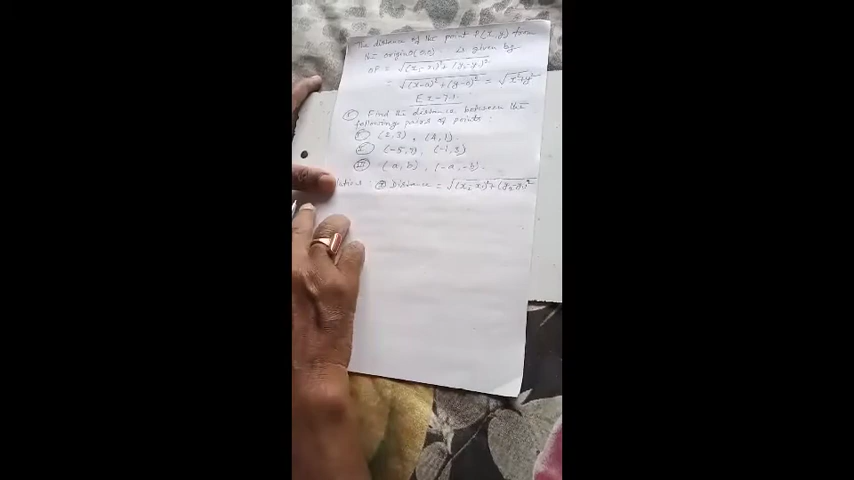 The distance of the point P(x,y) from
the origin O(0,0) is given by
OP = √(x₂-x₁)²+(y₂-y₁)²
= √(x-0)²+(y-0)² = √x²+y²
Ex-7.1
① Find the distance between the
following pairs of points:
(i) (2,3), (4,1)
(ii) (-5,7), (-1,3)
(iii) (a,b), (-a,-b)
lution: (i) Distance = √(x₂-x₁)²+(y₂-y₁)²